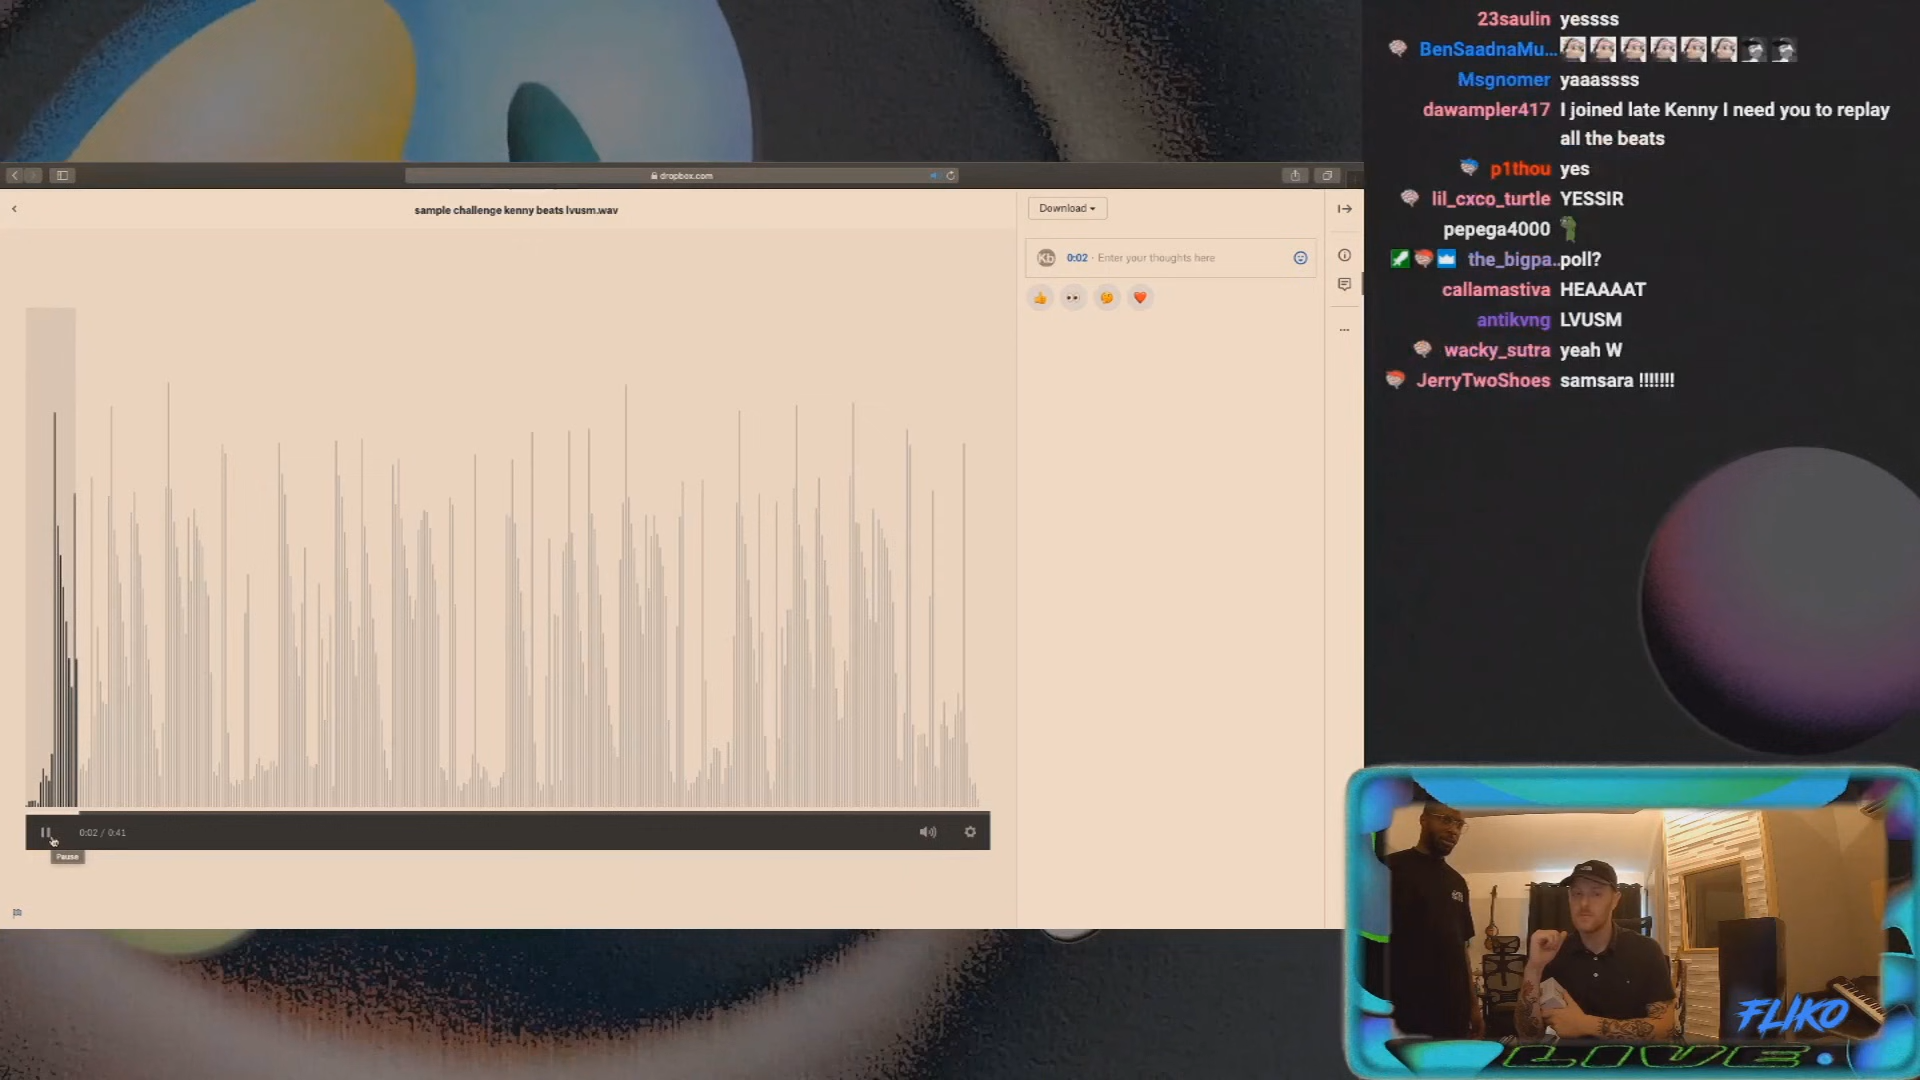 dropbox.com
sample challenge kenny beats lvusm.wav
Download
Kb 0:02 - Enter your thoughts here
0:02 / 0:41
Pause
23saulin yessss
BenSaadnaMu...
Msgnomer yaaassss
dawampler417 I joined late Kenny I need you to replay
all the beats
p1thou yes
lil_cxco_turtle YESSIR
pepega4000
the_bigpa.. poll?
callamastiva HEAAAAT
antikvng LVUSM
wacky_sutra yeah W
JerryTwoShoes samsara !!!!!!!
FLIKO
LIVE